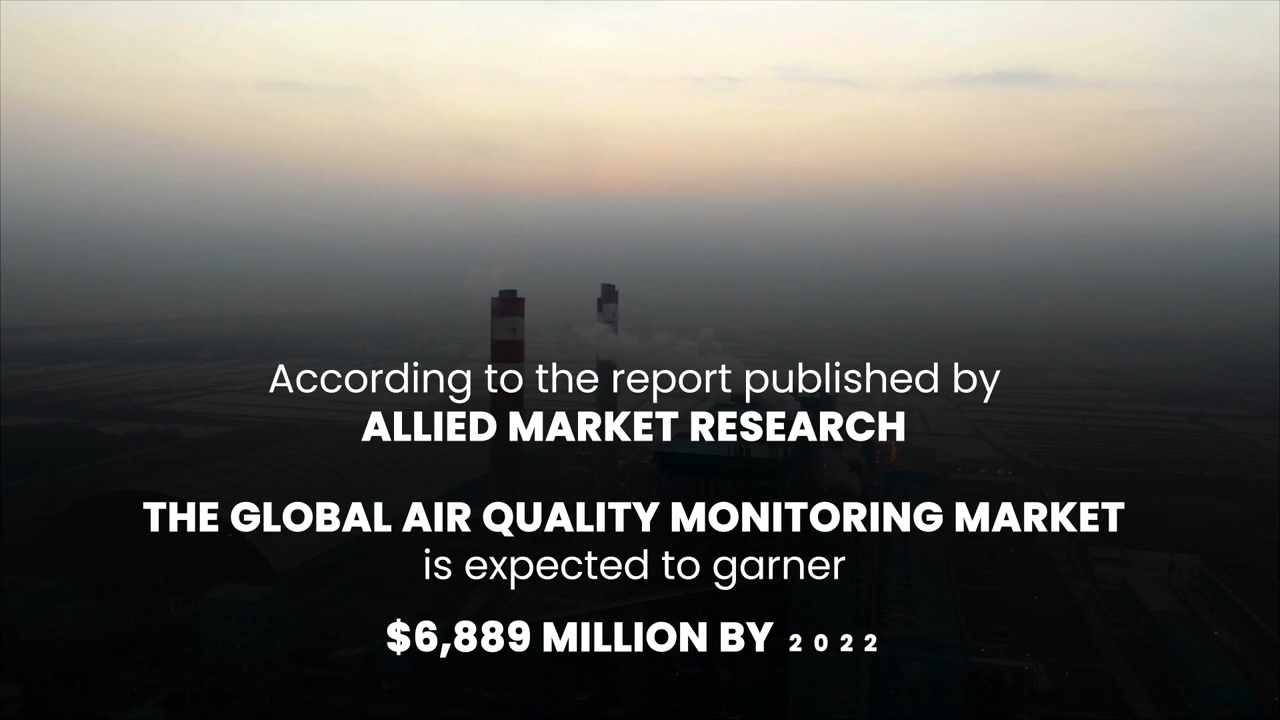 According to the report published by
ALLIED MARKET RESEARCH
THE GLOBAL AIR QUALITY MONITORING MARKET
is expected to garner
$6,889 MILLION BY 2022